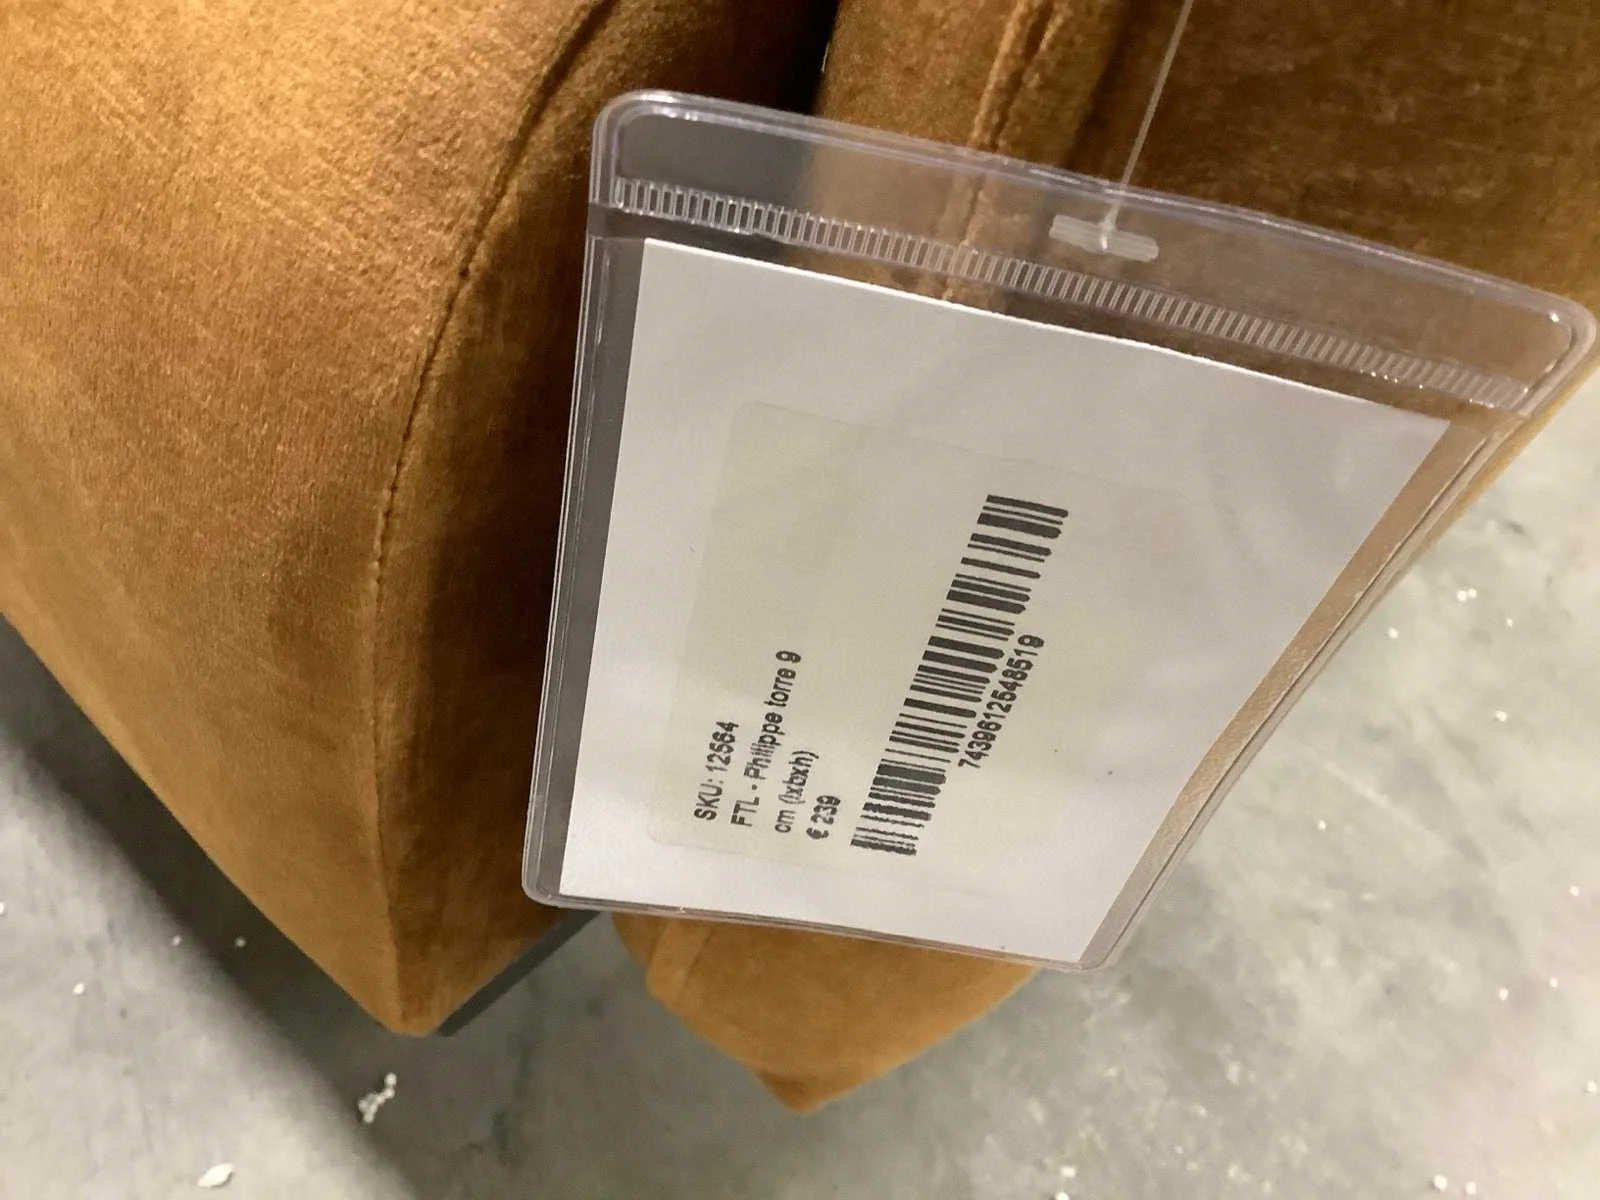 SKU: 12564
FTL - Philippe torre 9
cm (lxbxh)
€ 239
7439612548519